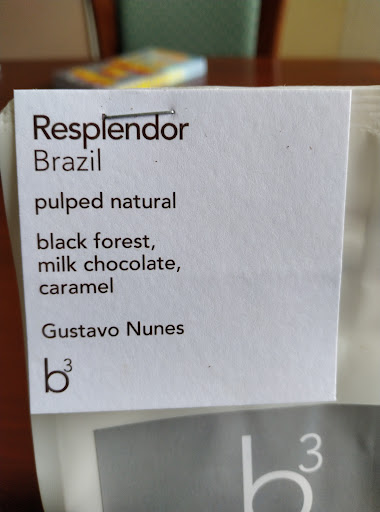 Resplendor
Brazil
pulped natural
black forest,
milk chocolate,
caramel
Gustavo Nunes
b³
b³